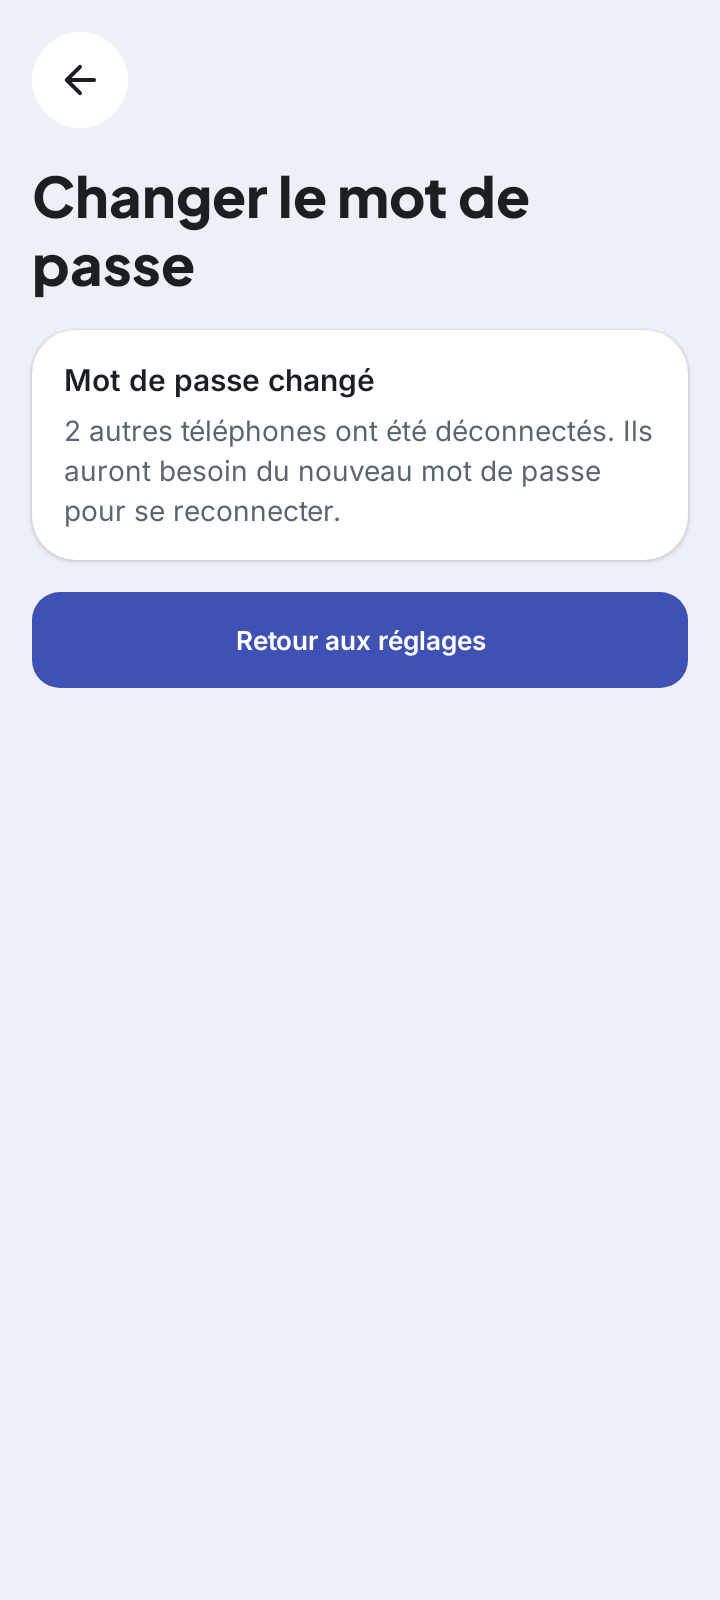 Changer le mot de
passe
Mot de passe changé
2 autres téléphones ont été déconnectés. Ils
auront besoin du nouveau mot de passe
pour se reconnecter.
Retour aux réglages